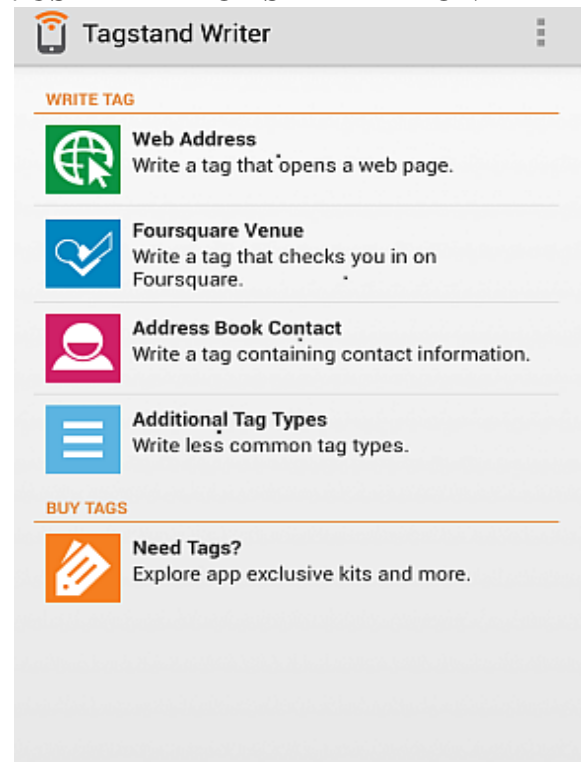 Tagstand Writer
WRITE TAG
Web Address
Write a tag that opens a web page.
Foursquare Venue
Write a tag that checks you in on
Foursquare.
Address Book Contact
Write a tag containing contact information.
Additional Tag Types
Write less common tag types.
BUY TAGS
Need Tags?
Explore app exclusive kits and more.